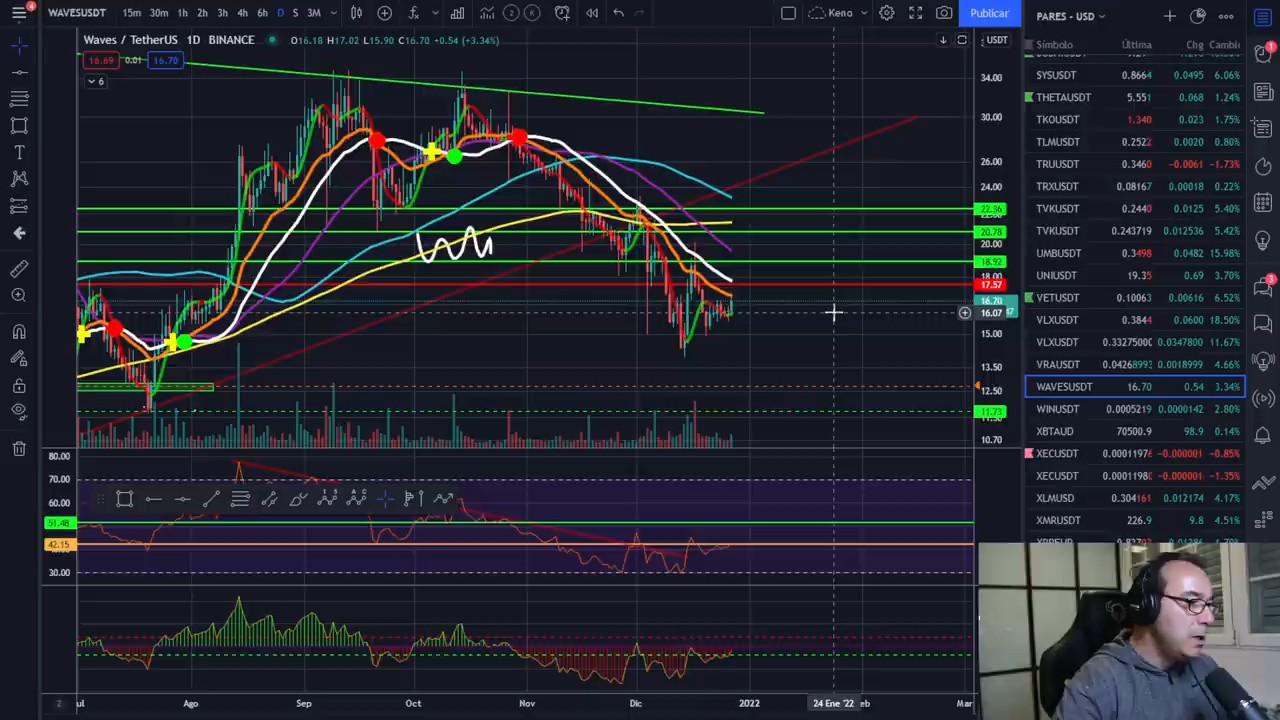 4
WAVESUSDT 15m 30m 1h 2h 3h 4h 6h D S 3M
Keno
Publicar
PARES - USD
Waves / TetherUS 1D BINANCE O16.18 H17.02 L15.90 C16.70 +0.54 (+3.34%)
USDT
16.69 0.01 16.70
6
34.00
30.00
26.00
24.00
22.36
20.78
20.00
18.92
18.00
17.57
16.70
16.07
15.00
13.50
12.50
11.73
10.70
80.00
70.00
60.00
51.48
42.15
30.00
ul Ago Sep Oct Nov Dic 2022 24 Ene '22 eb Mar
Símbolo Última Chg Cambi
SYSUSDT 0.8664 0.0495 6.06%
THETAUSDT 5.551 0.068 1.24%
TKOUSDT 1.340 0.023 1.75%
TLMUSDT 0.2522 0.0020 0.80%
TRUUSDT 0.3460 -0.0061 -1.73%
TRXUSDT 0.08167 0.00018 0.22%
TVKUSDT 0.2440 0.0125 5.40%
TVKUSDT 0.243719 0.012536 5.42%
UMBUSDT 0.3498 0.0482 15.98%
UNIUSDT 19.35 0.69 3.70%
VETUSDT 0.10063 0.00616 6.52%
VLXUSDT 0.3844 0.0600 18.50%
VLXUSDT 0.3327500 0.0347800 11.67%
VRAUSDT 0.04268993 0.0018999 4.66%
WAVESUSDT 16.70 0.54 3.34%
WINUSDT 0.0005219 0.0000142 2.80%
XBTAUD 70500.9 98.9 0.14%
XECUSDT 0.0001197 -0.000001 -0.85%
XECUSDT 0.0001198 -0.000001 -1.35%
XLMUSD 0.304161 0.012174 4.17%
XMRUSDT 226.9 9.8 4.51%